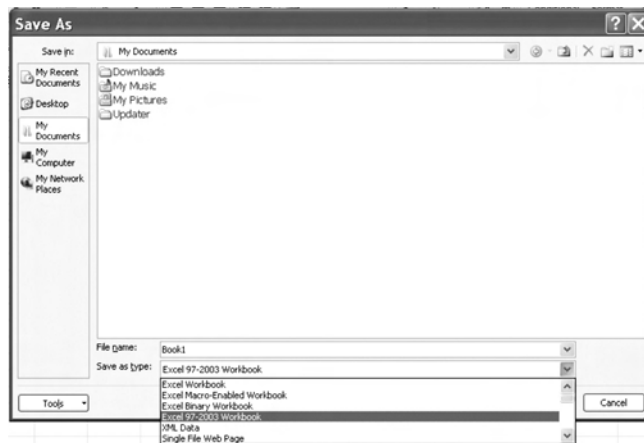 Save As
Save in:
My Documents
My Recent
Documents
Desktop
My
Documents
My
Computer
My Network
Places
Downloads
My Music
My Pictures
Updater
File name:
Book1
Save as type:
Excel 97-2003 Workbook
Excel Workbook
Excel Macro-Enabled Workbook
Excel Binary Workbook
Excel 97-2003 Workbook
XML Data
Single File Web Page
Tools
Cancel